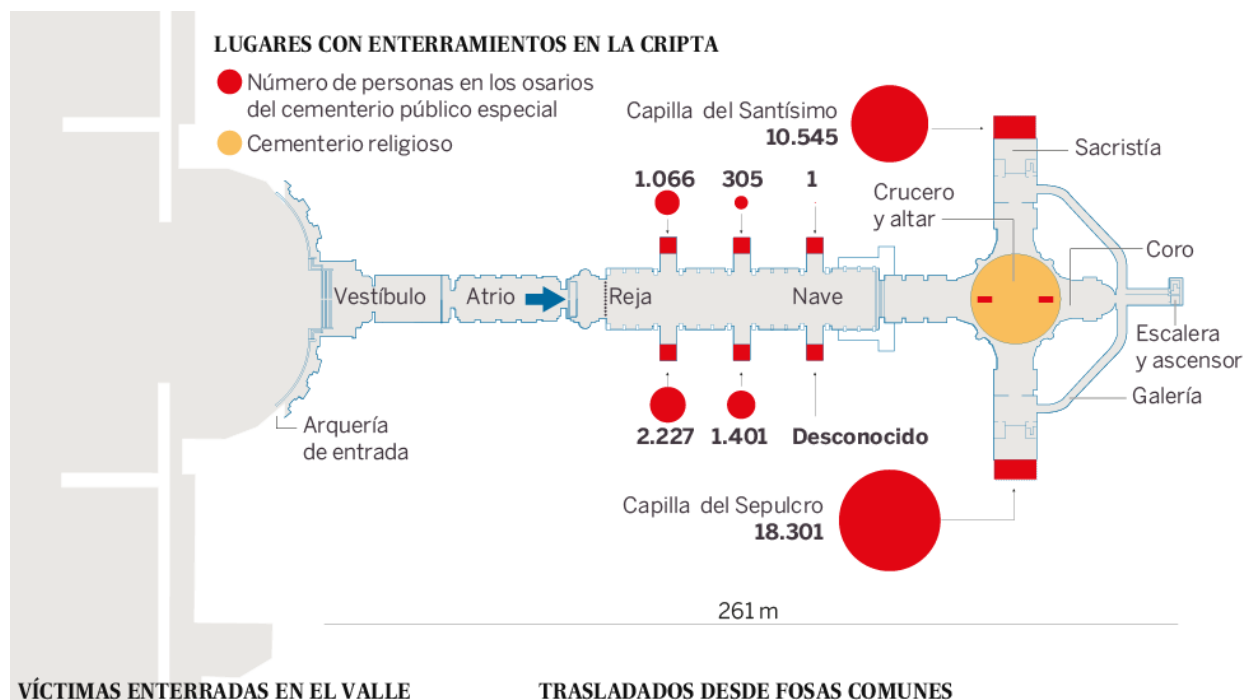 LUGARES CON ENTERRAMIENTOS EN LA CRIPTA
Número de personas en los osarios
del cementerio público especial
Cementerio religioso
Capilla del Santísimo
10.545
Sacristía
1.066
305
1
Crucero
y altar
Coro
Vestíbulo
Atrio
Reja
Nave
Escalera
y ascensor
Galería
Arquería
de entrada
2.227
1.401
Desconocido
Capilla del Sepulcro
18.301
261 m
VÍCTIMAS ENTERRADAS EN EL VALLE
TRASLADADOS DESDE FOSAS COMUNES